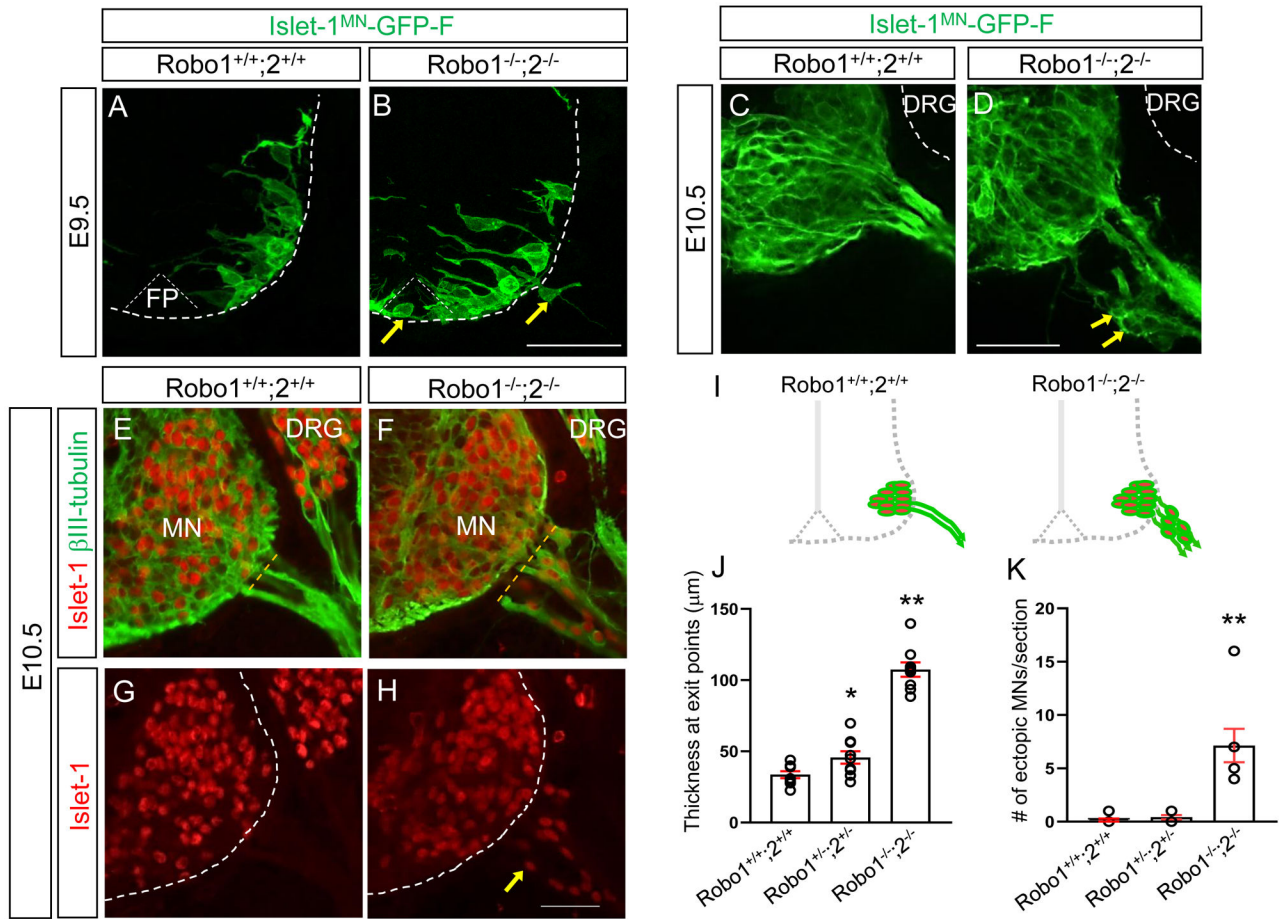 Islet-1ᴹᴺ-GFP-F
Robo1⁺/⁺;2⁺/⁺
Robo1⁻/⁻;2⁻/⁻
E9.5
A
FP
B
Islet-1ᴹᴺ-GFP-F
Robo1⁺/⁺;2⁺/⁺
Robo1⁻/⁻;2⁻/⁻
E10.5
C
DRG
D
DRG
Robo1⁺/⁺;2⁺/⁺
Robo1⁻/⁻;2⁻/⁻
E10.5
Islet-1 βIII-tubulin
E
DRG
MN
F
DRG
MN
Islet-1
G
H
I
Robo1⁺/⁺;2⁺/⁺
Robo1⁻/⁻;2⁻/⁻
J
Thickness at exit points (μm)
150
100
50
0
*
**
Robo1⁺/⁺;2⁺/⁺
Robo1⁺/⁻;2⁺/⁻
Robo1⁻/⁻;2⁻/⁻
K
# of ectopic MNs/section
20
15
10
5
0
**
Robo1⁺/⁺;2⁺/⁺
Robo1⁺/⁻;2⁺/⁻
Robo1⁻/⁻;2⁻/⁻